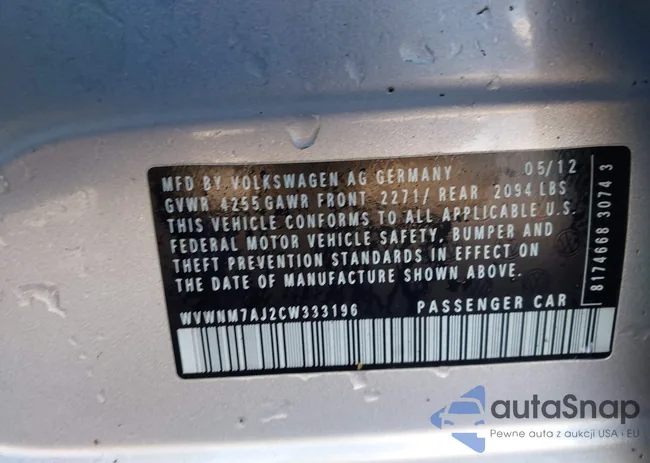 MFD BY VOLKSWAGEN AG GERMANY 05/12
GVWR 4255 GAWR FRONT 2271/ REAR 2094 LBS
THIS VEHICLE CONFORMS TO ALL APPLICABLE U.S.
FEDERAL MOTOR VEHICLE SAFETY, BUMPER AND
THEFT PREVENTION STANDARDS IN EFFECT ON
THE DATE OF MANUFACTURE SHOWN ABOVE.
WVWNM7AJ2CW333196 PASSENGER CAR
8174668 3074 3
autaSnap
Pewne auta z aukcji USA i EU